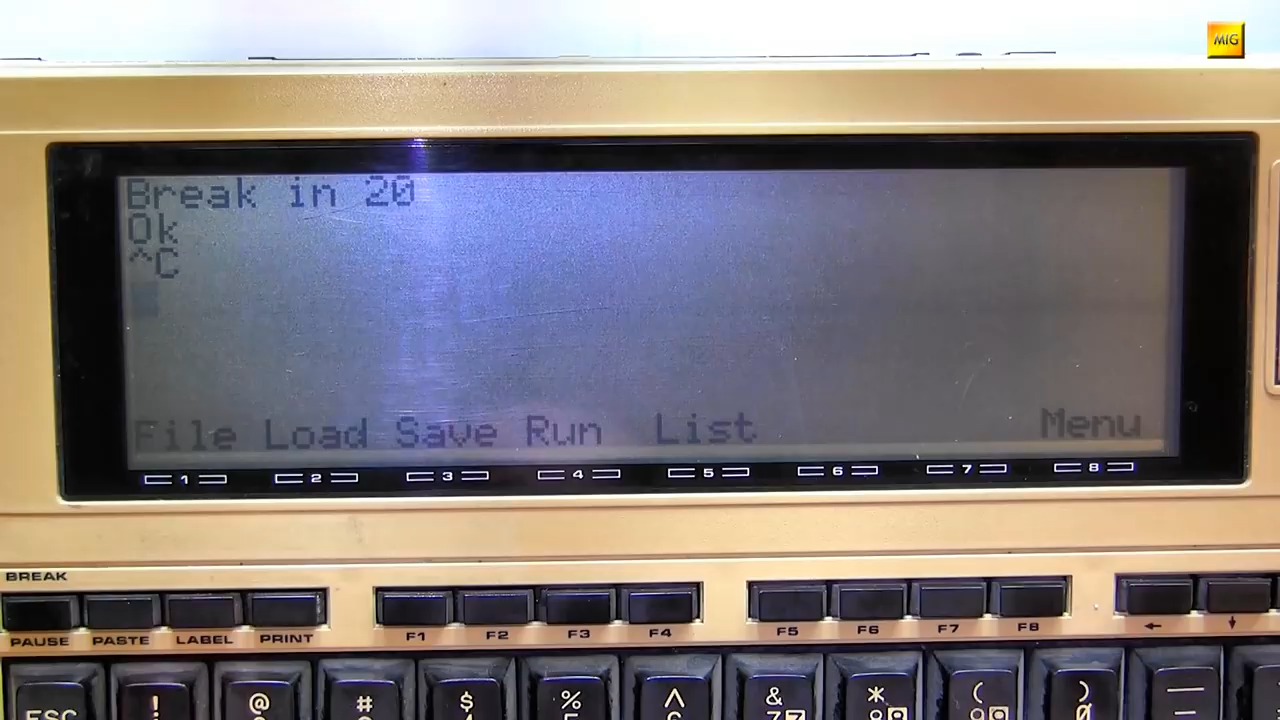 MIG
Break in 20
Ok
^C
File Load Save Run List Menu
1 2 3 4 5 6 7 8
BREAK
PAUSE PASTE LABEL PRINT F1 F2 F3 F4 F5 F6 F7 F8 ← ↓
ESC ! @ # $ % ^ & * ( ) —